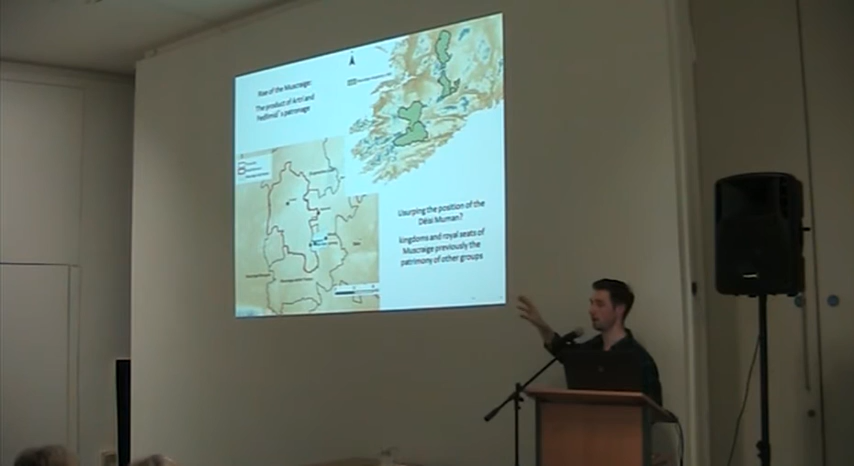 Rise of the Muscraige:
The product of Artrí and
Fedlimid's patronage
Usurping the position of the
Déisi Muman?
kingdoms and royal seats of
Muscraige previously the
patrimony of other groups